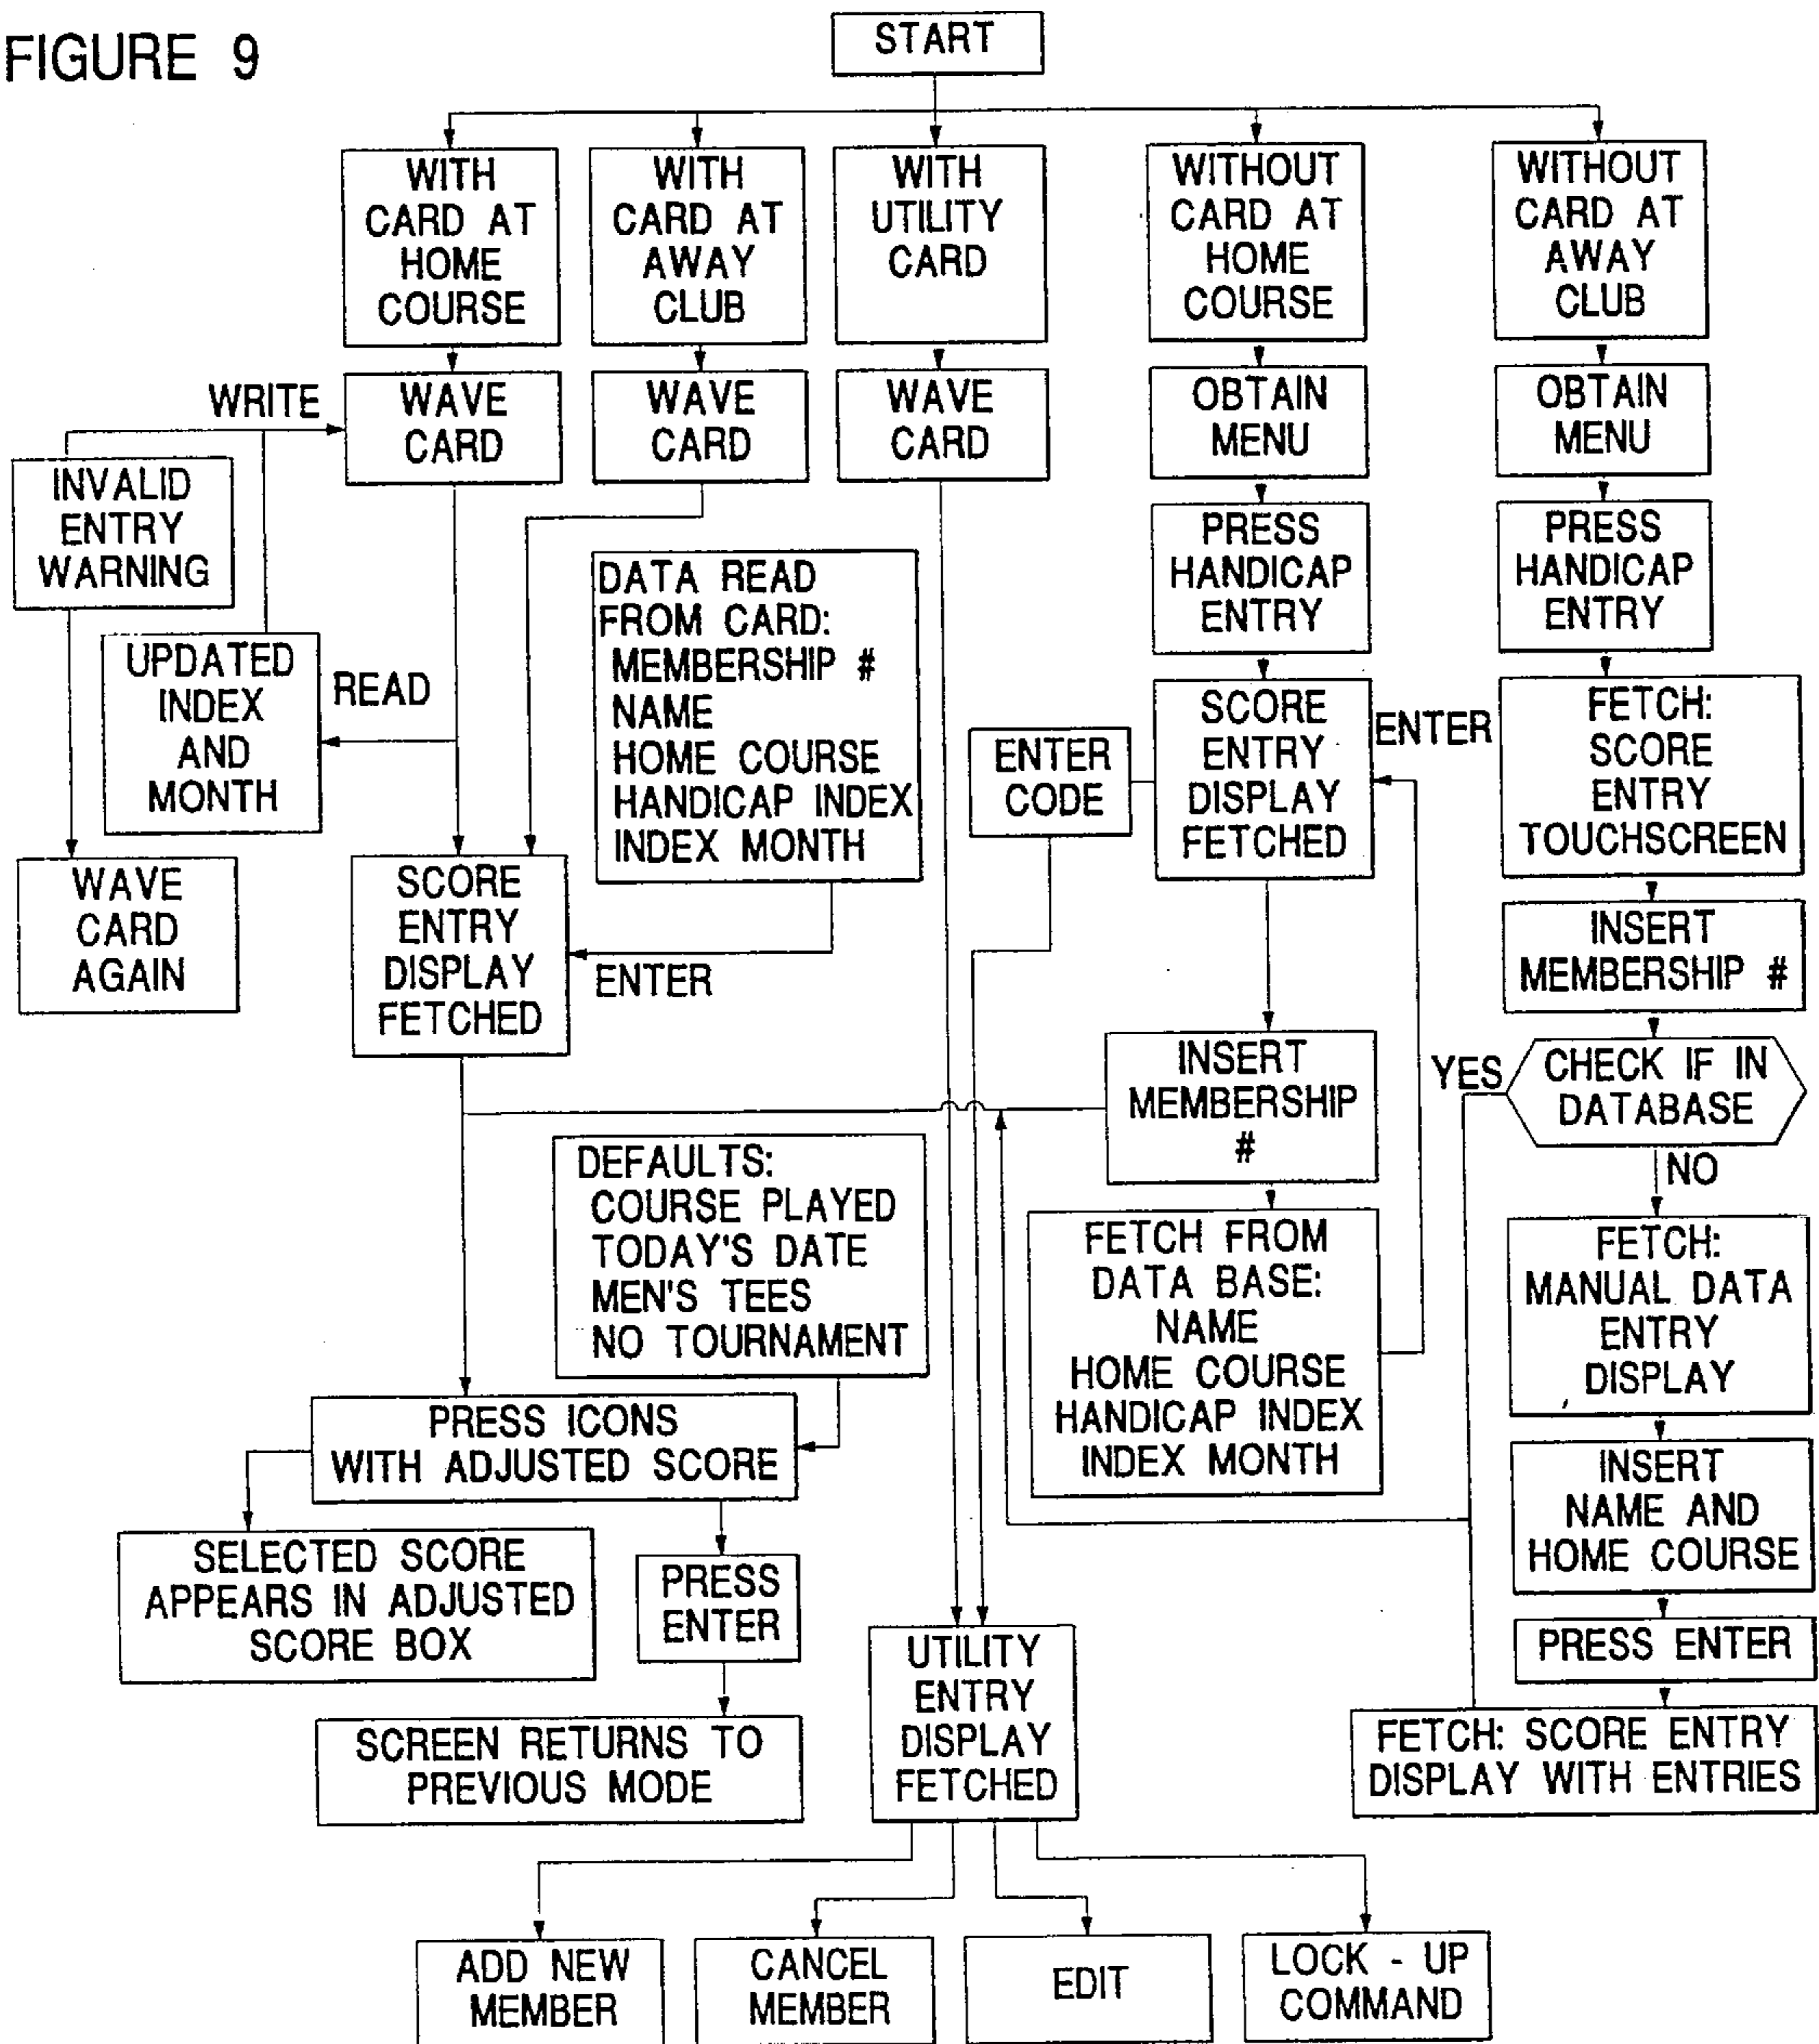 FIGURE 9
START
WITH
CARD AT
HOME
COURSE
WITH
CARD AT
AWAY
CLUB
WITH
UTILITY
CARD
WITHOUT
CARD AT
HOME
COURSE
WITHOUT
CARD AT
AWAY
CLUB
WRITE
WAVE
CARD
WAVE
CARD
WAVE
CARD
OBTAIN
MENU
OBTAIN
MENU
INVALID
ENTRY
WARNING
UPDATED
INDEX
AND
MONTH
READ
WAVE
CARD
AGAIN
DATA READ
FROM CARD:
MEMBERSHIP #
NAME
HOME COURSE
HANDICAP INDEX
INDEX MONTH
PRESS
HANDICAP
ENTRY
PRESS
HANDICAP
ENTRY
ENTER
CODE
SCORE
ENTRY
DISPLAY
FETCHED
ENTER
FETCH:
SCORE
ENTRY
TOUCHSCREEN
SCORE
ENTRY
DISPLAY
FETCHED
ENTER
INSERT
MEMBERSHIP #
INSERT
MEMBERSHIP
#
YES
CHECK IF IN
DATABASE
NO
DEFAULTS:
COURSE PLAYED
TODAY'S DATE
MEN'S TEES
NO TOURNAMENT
FETCH FROM
DATA BASE:
NAME
HOME COURSE
HANDICAP INDEX
INDEX MONTH
FETCH:
MANUAL DATA
ENTRY
DISPLAY
PRESS ICONS
WITH ADJUSTED SCORE
INSERT
NAME AND
HOME COURSE
SELECTED SCORE
APPEARS IN ADJUSTED
SCORE BOX
PRESS
ENTER
UTILITY
ENTRY
DISPLAY
FETCHED
PRESS ENTER
SCREEN RETURNS TO
PREVIOUS MODE
FETCH: SCORE ENTRY
DISPLAY WITH ENTRIES
ADD NEW
MEMBER
CANCEL
MEMBER
EDIT
LOCK - UP
COMMAND